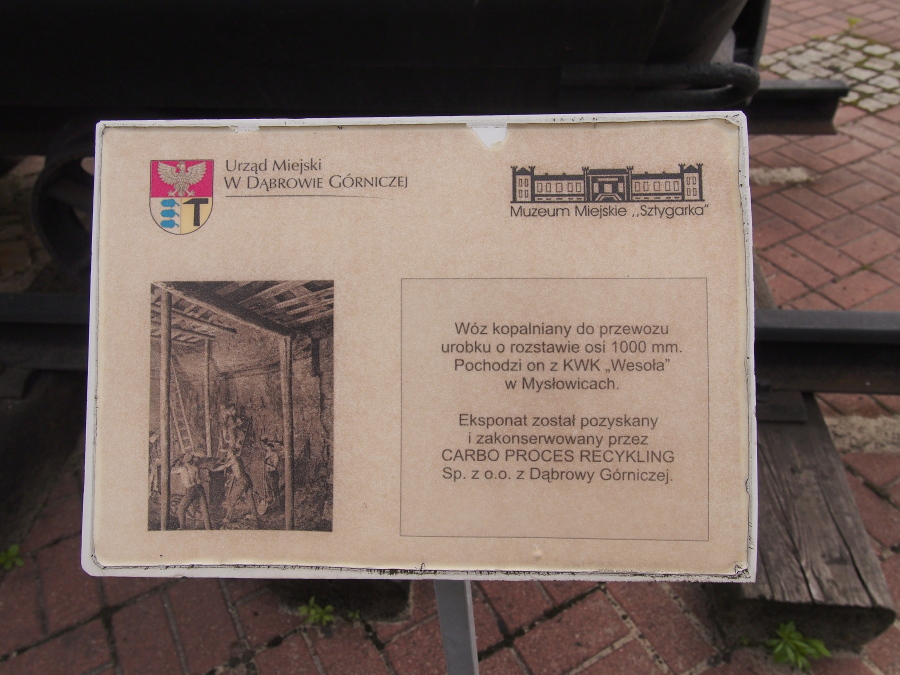 Urząd Miejski
W DĄBROWIE GÓRNICZEJ
Muzeum Miejskie ,,Sztygarka"
Wóz kopalniany do przewozu
urobku o rozstawie osi 1000 mm.
Pochodzi on z KWK „Wesoła”
w Mysłowicach.
Eksponat został pozyskany
i zakonserwowany przez
CARBO PROCES RECYKLING
Sp. z o.o. z Dąbrowy Górniczej.